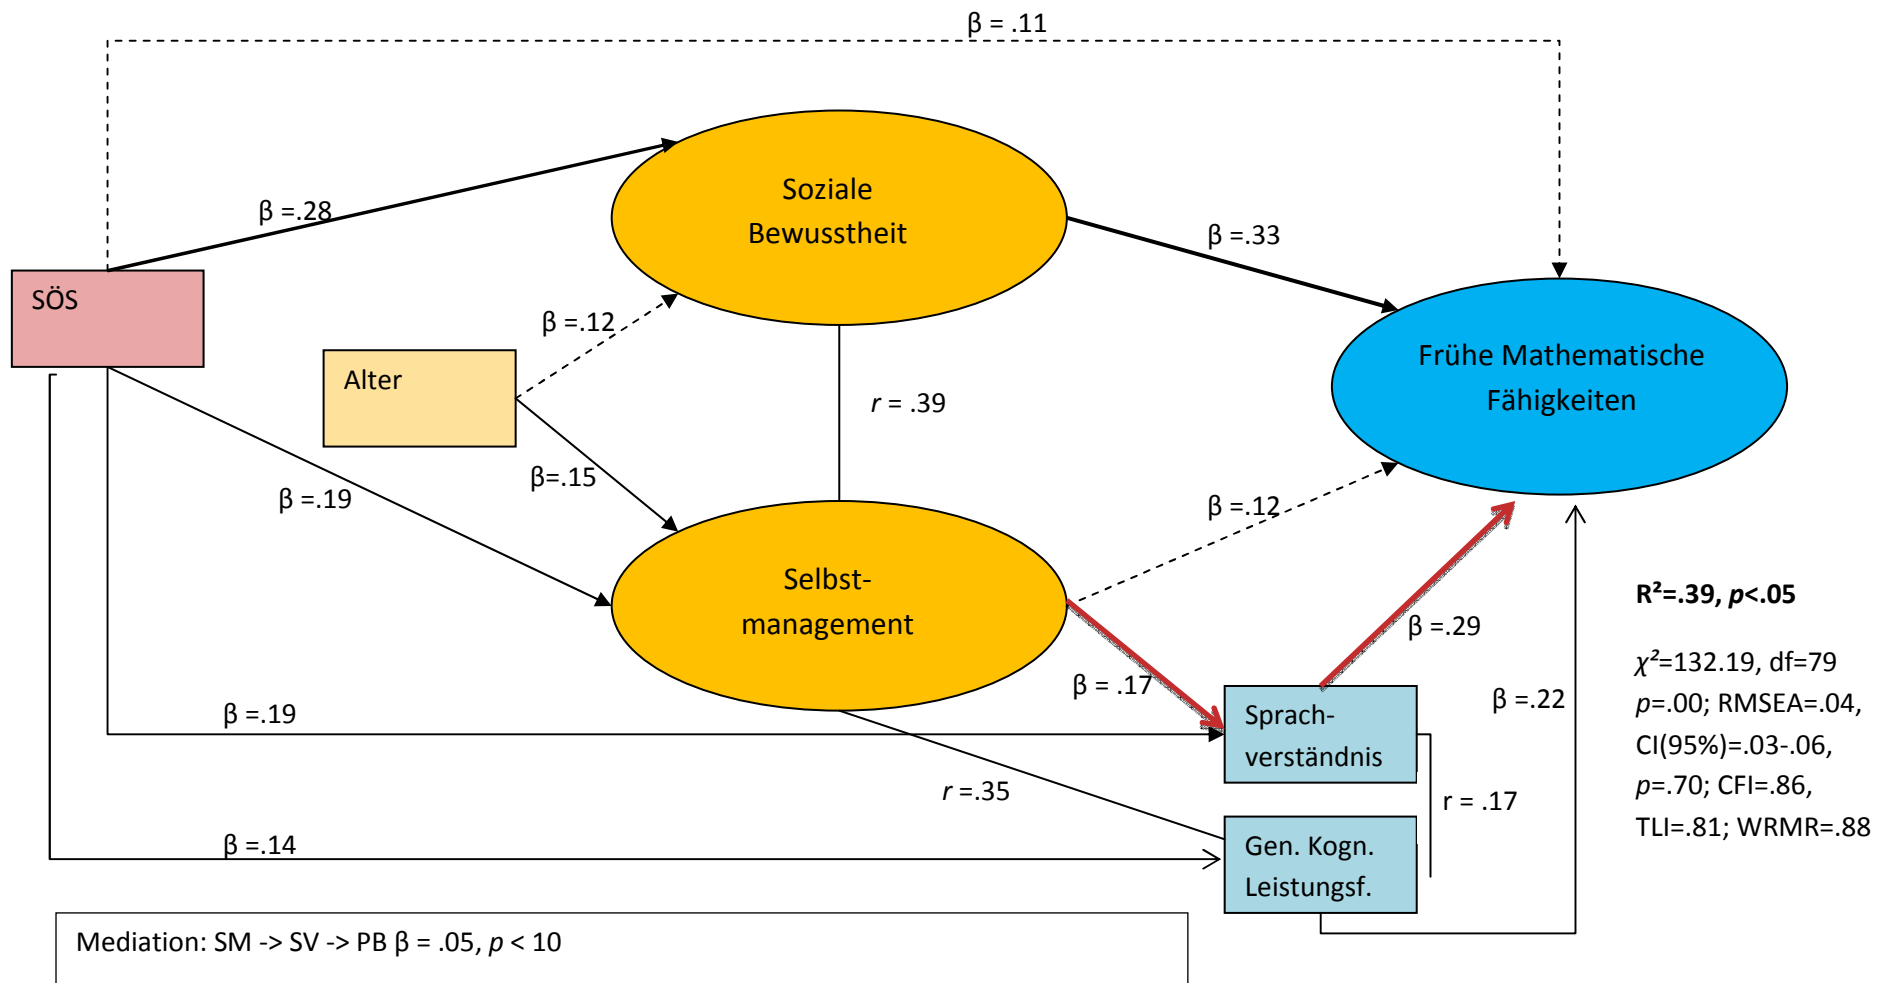 β = .11
Soziale
Bewusstheit
β =.28
β =.33
SÖS
β =.12
Frühe Mathematische
Fähigkeiten
Alter
r = .39
β=.15
β =.19
β =.12
Selbst-
management
R²=.39, p<.05
β =.29
χ²=132.19, df=79
p=.00; RMSEA=.04,
CI(95%)=.03-.06,
p=.70; CFI=.86,
TLI=.81; WRMR=.88
β = .17
β =.22
β =.19
Sprach-
verständnis
r =.35
r = .17
β =.14
Gen. Kogn.
Leistungsf.
Mediation: SM -> SV -> PB β = .05, p < 10